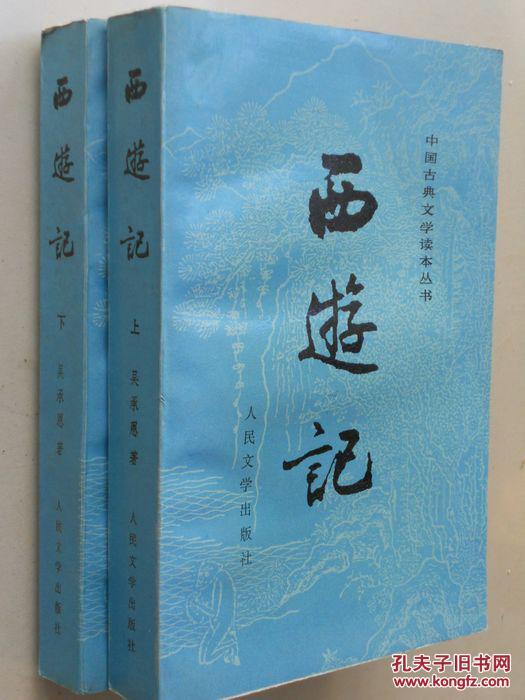 西遊記
下
吴承恩著
人民文学出版社
西遊記
上
吴承恩著
人民文学出版社
中国古典文学读本丛书
西遊記
人民文学出版社
孔夫子旧书网
www.kongfz.com